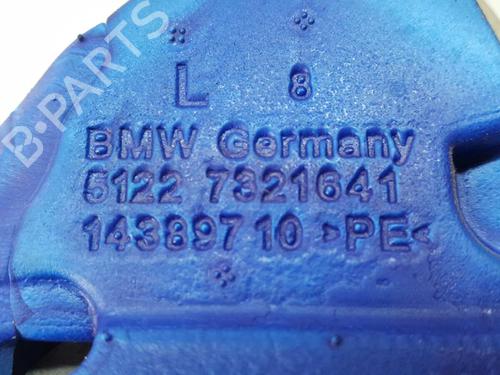 B-PARTS
L 8
BMW Germany
5122 7321641
14389710 >PE<